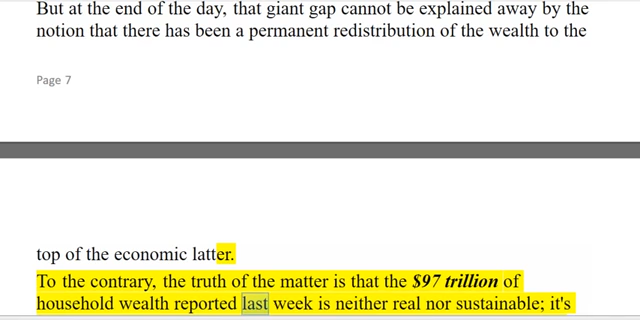 But at the end of the day, that giant gap cannot be explained away by the
notion that there has been a permanent redistribution of the wealth to the
Page 7
top of the economic latter.
To the contrary, the truth of the matter is that the $97 trillion of
household wealth reported last week is neither real nor sustainable; it's